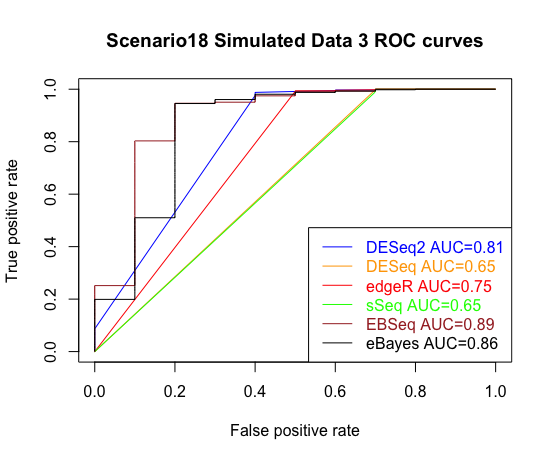 Scenario18 Simulated Data 3 ROC curves
True positive rate
1.0
0.8
0.6
0.4
0.2
0.0
DESeq2 AUC=0.81
DESeq AUC=0.65
edgeR AUC=0.75
sSeq AUC=0.65
EBSeq AUC=0.89
eBayes AUC=0.86
0.0 0.2 0.4 0.6 0.8 1.0
False positive rate